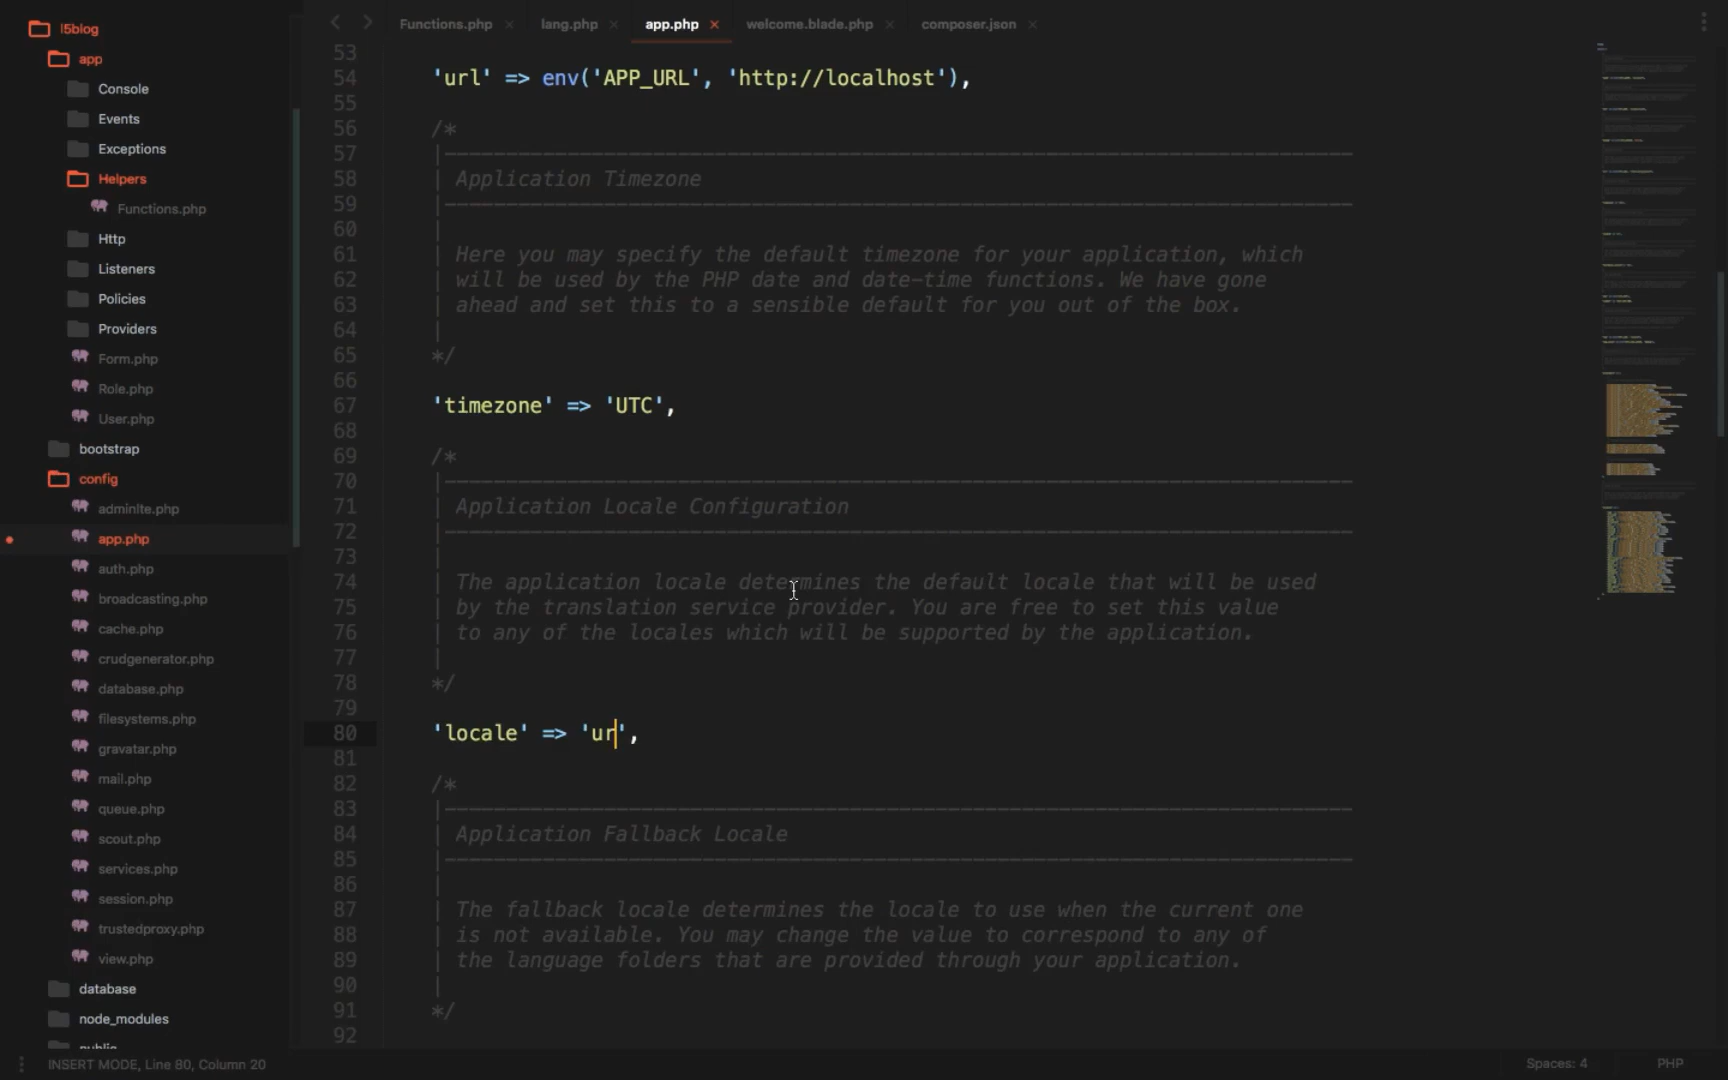 l5blog
app
Console
Events
Exceptions
Helpers
Functions.php
Http
Listeners
Policies
Providers
Form.php
Role.php
User.php
bootstrap
config
adminlte.php
app.php
auth.php
broadcasting.php
cache.php
crudgenerator.php
database.php
filesystems.php
gravatar.php
mail.php
queue.php
scout.php
services.php
session.php
trustedproxy.php
view.php
database
node_modules
public
Functions.php × lang.php × app.php × welcome.blade.php × composer.json ×
53
54 'url' => env('APP_URL', 'http://localhost'),
55
56 /*
57 |--------------------------------------------------------------------------
58 | Application Timezone
59 |--------------------------------------------------------------------------
60 |
61 | Here you may specify the default timezone for your application, which
62 | will be used by the PHP date and date-time functions. We have gone
63 | ahead and set this to a sensible default for you out of the box.
64 |
65 */
66
67 'timezone' => 'UTC',
68
69 /*
70 |--------------------------------------------------------------------------
71 | Application Locale Configuration
72 |--------------------------------------------------------------------------
73 |
74 | The application locale determines the default locale that will be used
75 | by the translation service provider. You are free to set this value
76 | to any of the locales which will be supported by the application.
77 |
78 */
79
80 'locale' => 'ur',
81
82 /*
83 |--------------------------------------------------------------------------
84 | Application Fallback Locale
85 |--------------------------------------------------------------------------
86 |
87 | The fallback locale determines the locale to use when the current one
88 | is not available. You may change the value to correspond to any of
89 | the language folders that are provided through your application.
90 |
91 */
92
INSERT MODE, Line 80, Column 20
Spaces: 4 PHP